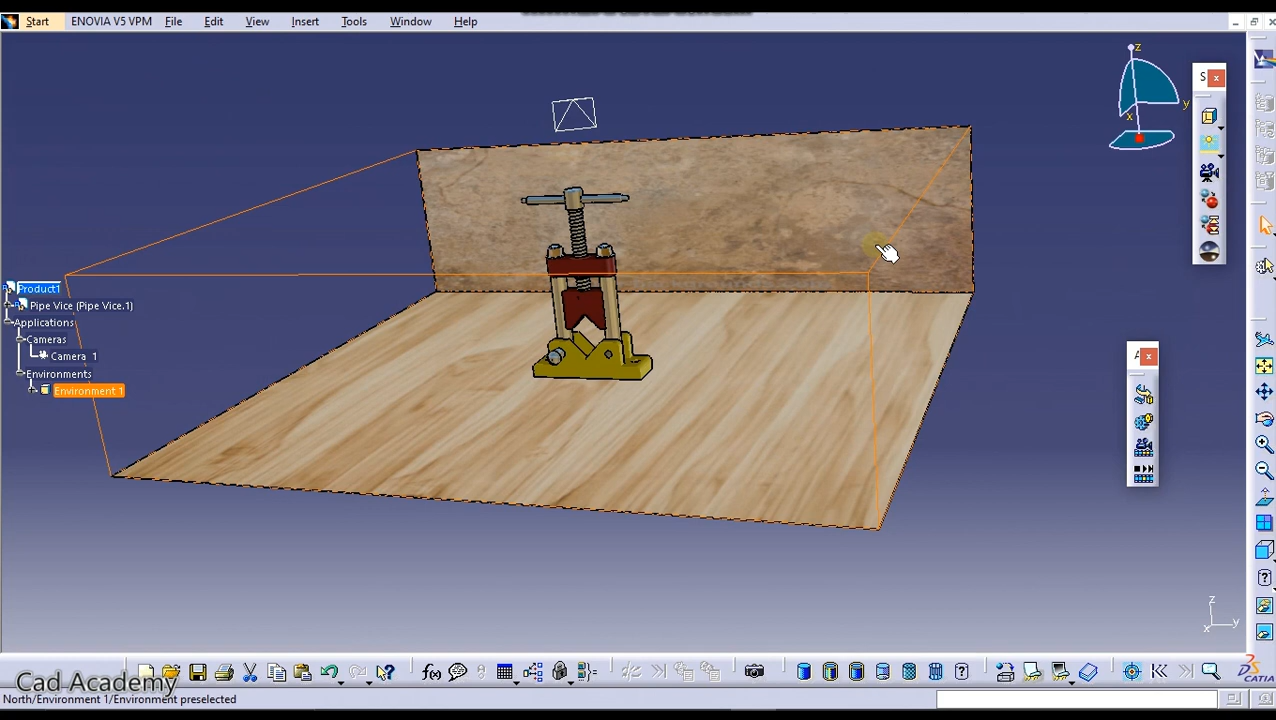 Start ENOVIA V5 VPM File Edit View Insert Tools Window Help
z
y
x
S
Product1
Pipe Vice (Pipe Vice.1)
Applications
Cameras
Camera 1
Environments
Environment 1
A
z
x y
f(x)
Cad Academy
CATIA
North/Environment 1/Environment preselected